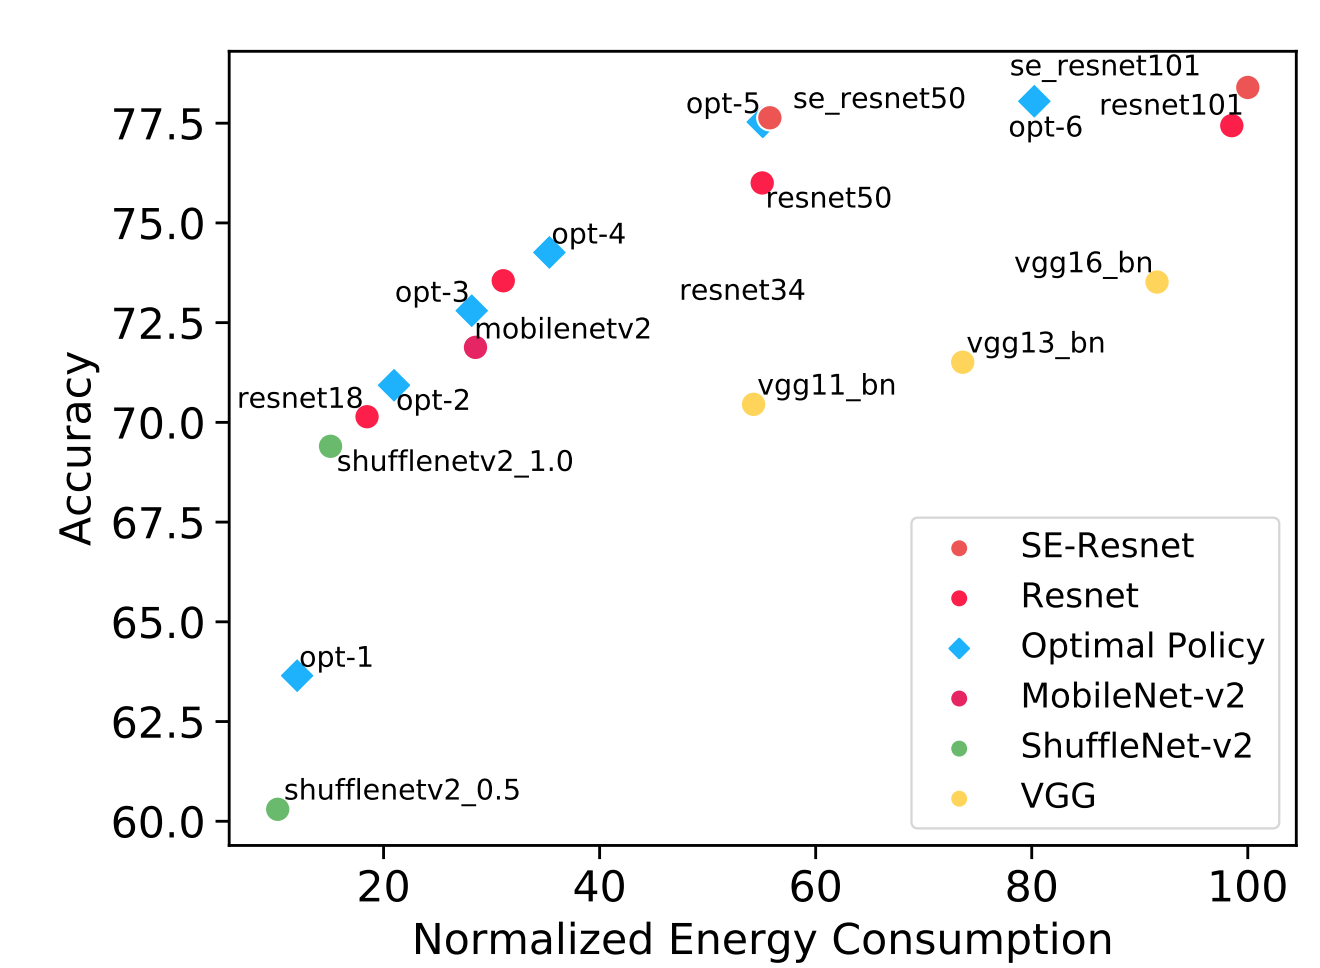 se_resnet101
opt-5
se_resnet50
resnet101
opt-6
77.5
resnet50
75.0
opt-4
vgg16_bn
opt-3
resnet34
72.5
mobilenetv2
vgg13_bn
vgg11_bn
resnet18
opt-2
70.0
shufflenetv2_1.0
Accuracy
67.5
65.0
opt-1
62.5
shufflenetv2_0.5
60.0
SE-Resnet
Resnet
Optimal Policy
MobileNet-v2
ShuffleNet-v2
VGG
20 40 60 80 100
Normalized Energy Consumption